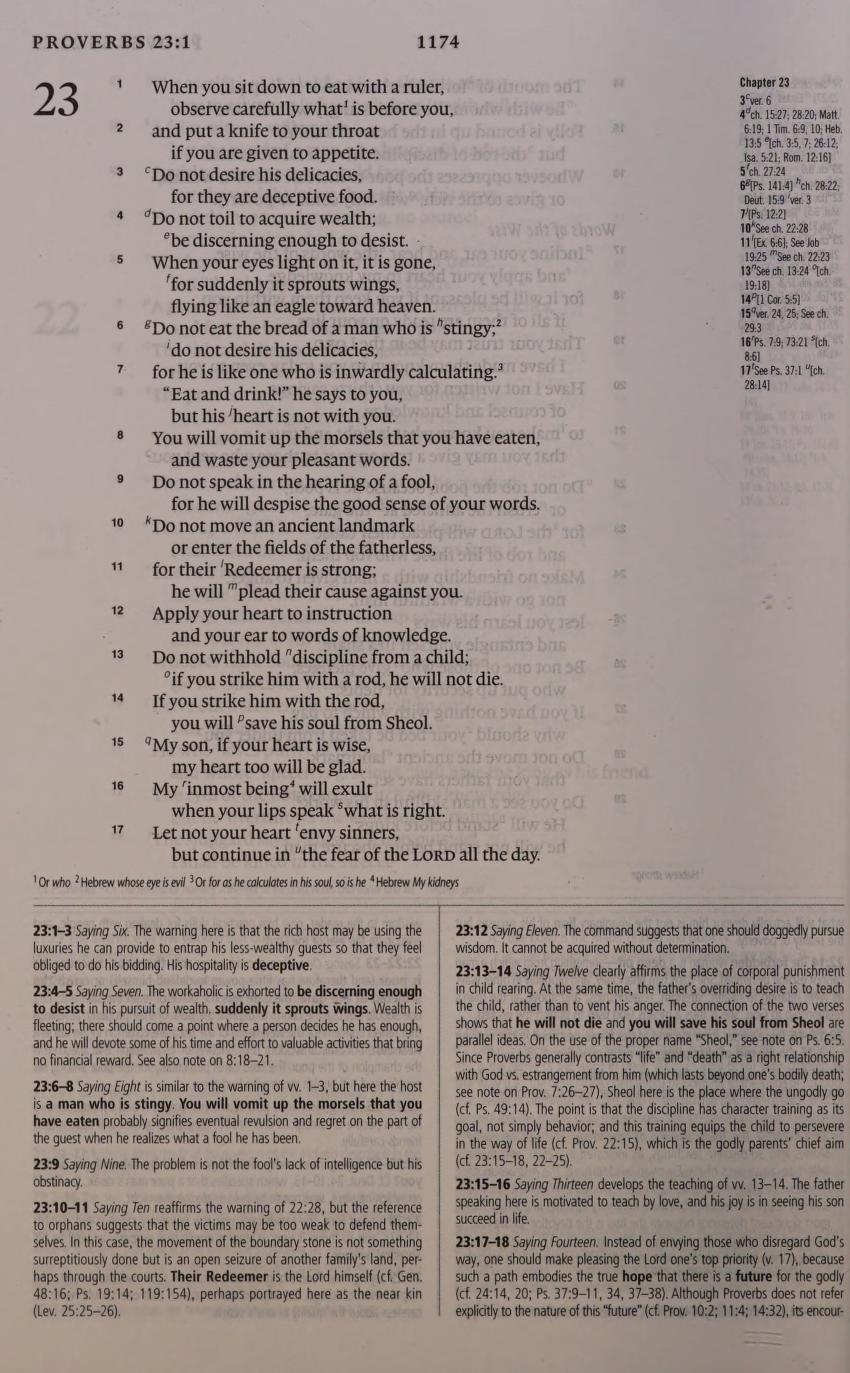 PROVERBS 23:1 1174
23
1 When you sit down to eat with a ruler,
observe carefully what¹ is before you,
2 and put a knife to your throat
if you are given to appetite.
3 ᶜDo not desire his delicacies,
for they are deceptive food.
4 ᵈDo not toil to acquire wealth;
ᵉbe discerning enough to desist.
5 When your eyes light on it, it is gone,
ᶠfor suddenly it sprouts wings,
flying like an eagle toward heaven.
6 ᵍDo not eat the bread of a man who is ʰstingy;²
ⁱdo not desire his delicacies,
7 for he is like one who is inwardly calculating.³
“Eat and drink!” he says to you,
but his ʲheart is not with you.
8 You will vomit up the morsels that you have eaten,
and waste your pleasant words.
9 Do not speak in the hearing of a fool,
for he will despise the good sense of your words.
10 ᵏDo not move an ancient landmark
or enter the fields of the fatherless,
11 for their ˡRedeemer is strong;
he will ᵐplead their cause against you.
12 Apply your heart to instruction
and your ear to words of knowledge.
13 Do not withhold ⁿdiscipline from a child;
ᵒif you strike him with a rod, he will not die.
14 If you strike him with the rod,
you will ᵖsave his soul from Sheol.
15 qMy son, if your heart is wise,
my heart too will be glad.
16 My ʳinmost being⁴ will exult
when your lips speak ˢwhat is right.
17 Let not your heart ᵗenvy sinners,
but continue in ᵘthe fear of the LORD all the day.
Chapter 23
3ᶜver. 6
4ᵈch. 15:27; 28:20; Matt.
6:19; 1 Tim. 6:9, 10; Heb.
13:5 ᵉ[ch. 3:5, 7; 26:12;
Isa. 5:21; Rom. 12:16]
5ᶠch. 27:24
6ᵍ[Ps. 141:4] ʰch. 28:22;
Deut. 15:9 ⁱver. 3
7ʲ[Ps. 12:2]
10ᵏSee ch. 22:28
11ˡ[Ex. 6:6]; See Job
19:25 ᵐSee ch. 22:23
13ⁿSee ch. 13:24 ᵒ[ch.
19:18]
14ᵖ[1 Cor. 5:5]
15qver. 24, 25; See ch.
29:3
16ʳPs. 7:9; 73:21 ˢ[ch.
8:6]
17ᵗSee Ps. 37:1 ᵘ[ch.
28:14]
¹Or who ²Hebrew whose eye is evil ³Or for as he calculates in his soul, so is he ⁴Hebrew My kidneys
23:1–3 Saying Six. The warning here is that the rich host may be using the
luxuries he can provide to entrap his less-wealthy guests so that they feel
obliged to do his bidding. His hospitality is deceptive.
23:4–5 Saying Seven. The workaholic is exhorted to be discerning enough
to desist in his pursuit of wealth. suddenly it sprouts wings. Wealth is
fleeting; there should come a point where a person decides he has enough,
and he will devote some of his time and effort to valuable activities that bring
no financial reward. See also note on 8:18–21.
23:6–8 Saying Eight is similar to the warning of vv. 1–3, but here the host
is a man who is stingy. You will vomit up the morsels that you
have eaten probably signifies eventual revulsion and regret on the part of
the guest when he realizes what a fool he has been.
23:9 Saying Nine. The problem is not the fool's lack of intelligence but his
obstinacy.
23:10–11 Saying Ten reaffirms the warning of 22:28, but the reference
to orphans suggests that the victims may be too weak to defend them-
selves. In this case, the movement of the boundary stone is not something
surreptitiously done but is an open seizure of another family's land, per-
haps through the courts. Their Redeemer is the Lord himself (cf. Gen.
48:16; Ps. 19:14; 119:154), perhaps portrayed here as the near kin
(Lev. 25:25–26).
23:12 Saying Eleven. The command suggests that one should doggedly pursue
wisdom. It cannot be acquired without determination.
23:13–14 Saying Twelve clearly affirms the place of corporal punishment
in child rearing. At the same time, the father's overriding desire is to teach
the child, rather than to vent his anger. The connection of the two verses
shows that he will not die and you will save his soul from Sheol are
parallel ideas. On the use of the proper name “Sheol,” see note on Ps. 6:5.
Since Proverbs generally contrasts “life” and “death” as a right relationship
with God vs. estrangement from him (which lasts beyond one's bodily death;
see note on Prov. 7:26–27), Sheol here is the place where the ungodly go
(cf. Ps. 49:14). The point is that the discipline has character training as its
goal, not simply behavior; and this training equips the child to persevere
in the way of life (cf. Prov. 22:15), which is the godly parents' chief aim
(cf. 23:15–18, 22–25).
23:15–16 Saying Thirteen develops the teaching of vv. 13–14. The father
speaking here is motivated to teach by love, and his joy is in seeing his son
succeed in life.
23:17–18 Saying Fourteen. Instead of envying those who disregard God's
way, one should make pleasing the Lord one's top priority (v. 17), because
such a path embodies the true hope that there is a future for the godly
(cf. 24:14, 20; Ps. 37:9–11, 34, 37–38). Although Proverbs does not refer
explicitly to the nature of this “future” (cf. Prov. 10:2; 11:4; 14:32), its encour-